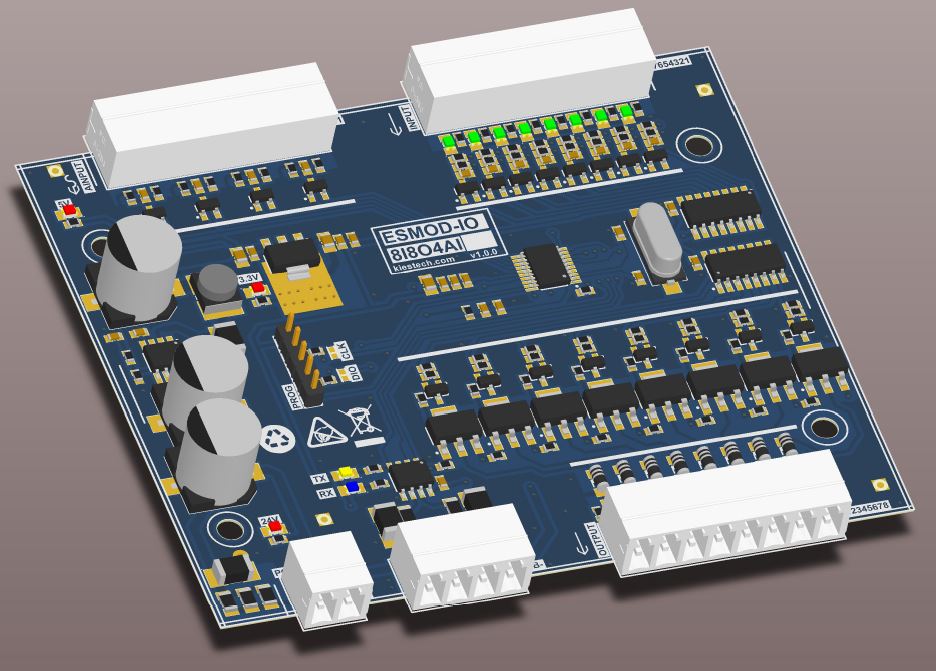 7654321
INPUT
AINPUT
5V
ESMOD-IO
8I8O4AI
kiestech.com v1.0.0
3.3V
CLK
DIO
PROG
TX
RX
24V
OUTPUT
B-
12345678